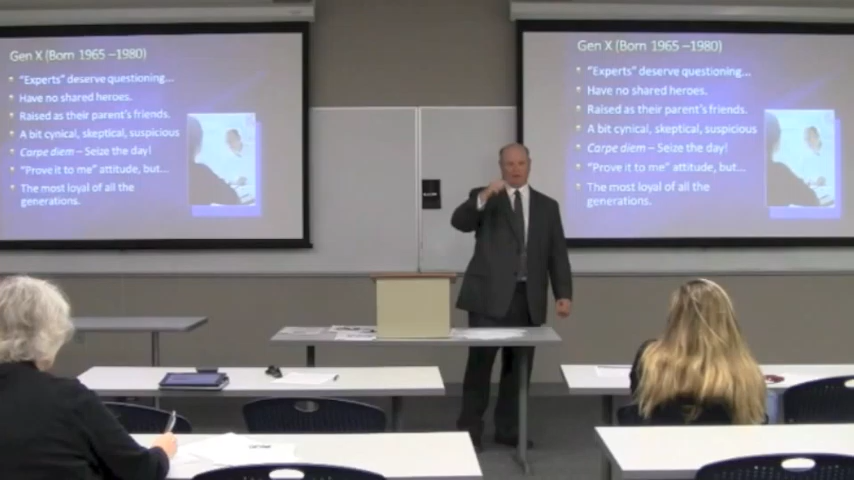 Gen X (Born 1965 –1980)
"Experts" deserve questioning...
Have no shared heroes.
Raised as their parent's friends.
A bit cynical, skeptical, suspicious
Carpe diem – Seize the day!
"Prove it to me" attitude, but...
The most loyal of all the
generations.
Gen X (Born 1965 –1980)
"Experts" deserve questioning...
Have no shared heroes.
Raised as their parent's friends.
A bit cynical, skeptical, suspicious
Carpe diem – Seize the day!
"Prove it to me" attitude, but...
The most loyal of all the
generations.